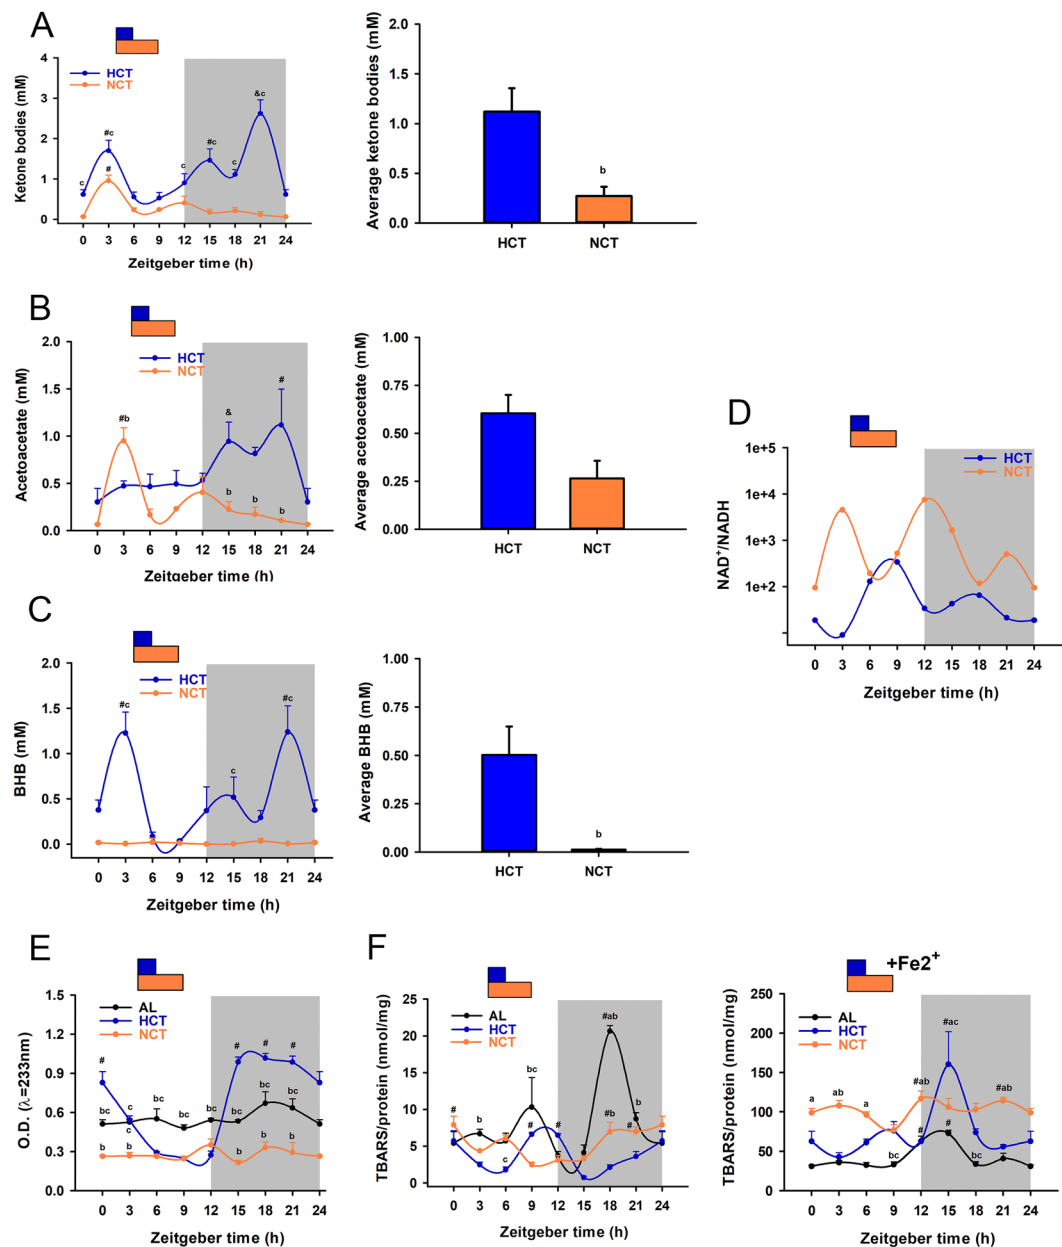 A
Ketone bodies (mM)
4
3
2
1
0
HCT
NCT
c
#c
#
c
#c
c
&c
0 3 6 9 12 15 18 21 24
Zeitgeber time (h)
Average ketone bodies (mM)
2.0
1.5
1.0
0.5
0.0
b
HCT NCT
B
Acetoacetate (mM)
2.0
1.5
1.0
0.5
0.0
HCT
NCT
#b
&
#
b b b
0 3 6 9 12 15 18 21 24
Zeitgeber time (h)
Average acetoacetate (mM)
1.00
0.75
0.50
0.25
0.00
HCT NCT
D
NAD⁺/NADH
1e+5
1e+4
1e+3
1e+2
HCT
NCT
0 3 6 9 12 15 18 21 24
Zeitgeber time (h)
C
BHB (mM)
2.0
1.5
1.0
0.5
0.0
HCT
NCT
#c
c
#c
0 3 6 9 12 15 18 21 24
Zeitgeber time (h)
Average BHB (mM)
1.00
0.75
0.50
0.25
0.00
b
HCT NCT
E
O.D. (λ=233nm)
1.5
1.2
0.9
0.6
0.3
0.0
AL
HCT
NCT
# # # #
bc c bc bc bc bc bc
c
b b b b b
0 3 6 9 12 15 18 21 24
Zeitgeber time (h)
F
TBARS/protein (nmol/mg)
25
20
15
10
5
0
AL
HCT
NCT
#ab
bc
# b # # #b # b
c
0 3 6 9 12 15 18 21 24
Zeitgeber time (h)
+Fe2⁺
TBARS/protein (nmol/mg)
250
200
150
100
50
0
AL
HCT
NCT
#ac
a ab a #ab #ab
# #
bc bc bc
0 3 6 9 12 15 18 21 24
Zeitgeber time (h)